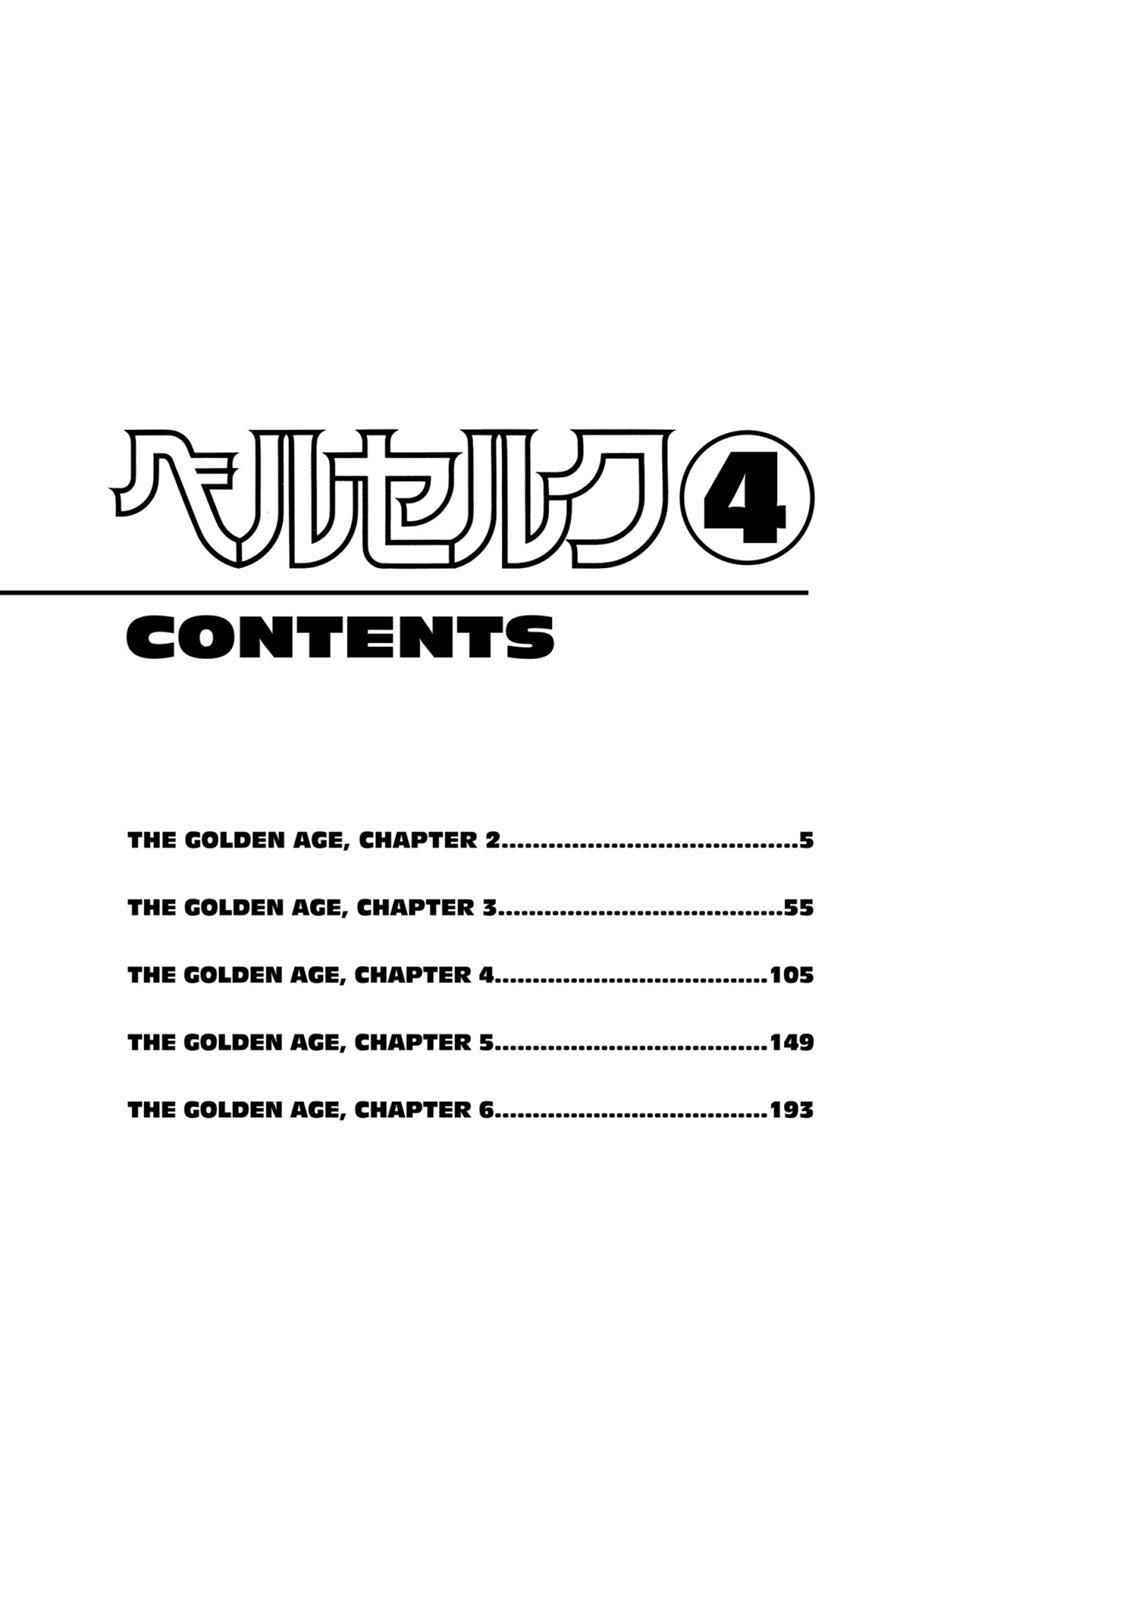 ベルセルク4
CONTENTS
THE GOLDEN AGE, CHAPTER 2.......................................5
THE GOLDEN AGE, CHAPTER 3.....................................55
THE GOLDEN AGE, CHAPTER 4....................................105
THE GOLDEN AGE, CHAPTER 5....................................149
THE GOLDEN AGE, CHAPTER 6....................................193